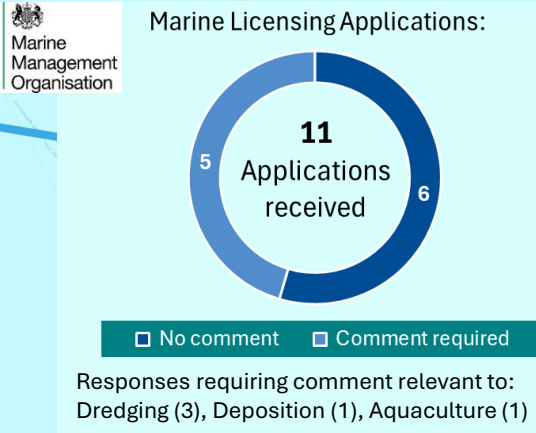 Marine Licensing Applications:
Marine
Management
Organisation
11
Applications
received
5
6
No comment
Comment required
Responses requiring comment relevant to:
Dredging (3), Deposition (1), Aquaculture (1)